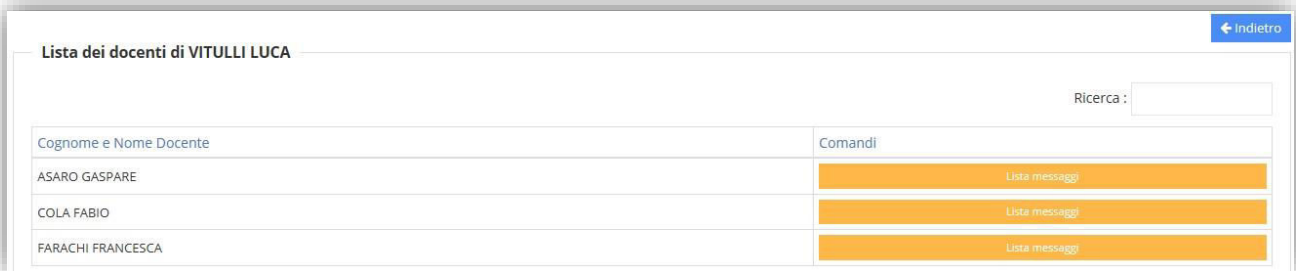 Indietro
Lista dei docenti di VITULLI LUCA
Ricerca :
Cognome e Nome Docente Comandi
ASARO GASPARE Lista messaggi
COLA FABIO Lista messaggi
FARACHI FRANCESCA Lista messaggi